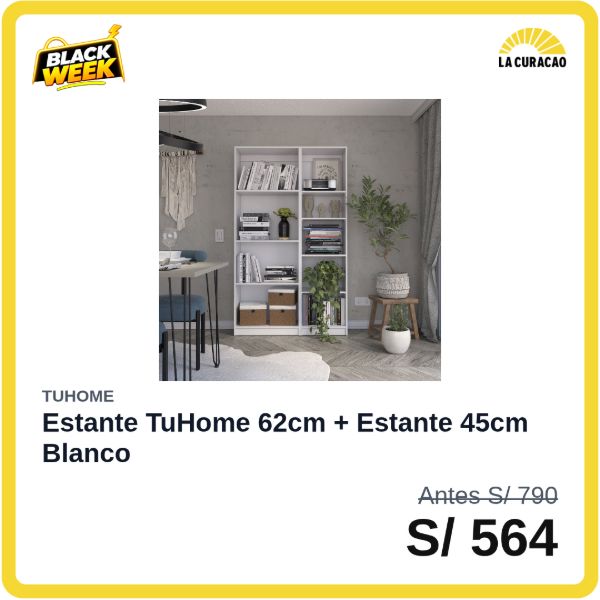 BLACK
WEEK
LA CURACAO
TUHOME
Estante TuHome 62cm + Estante 45cm
Blanco
Antes S/ 790
S/ 564